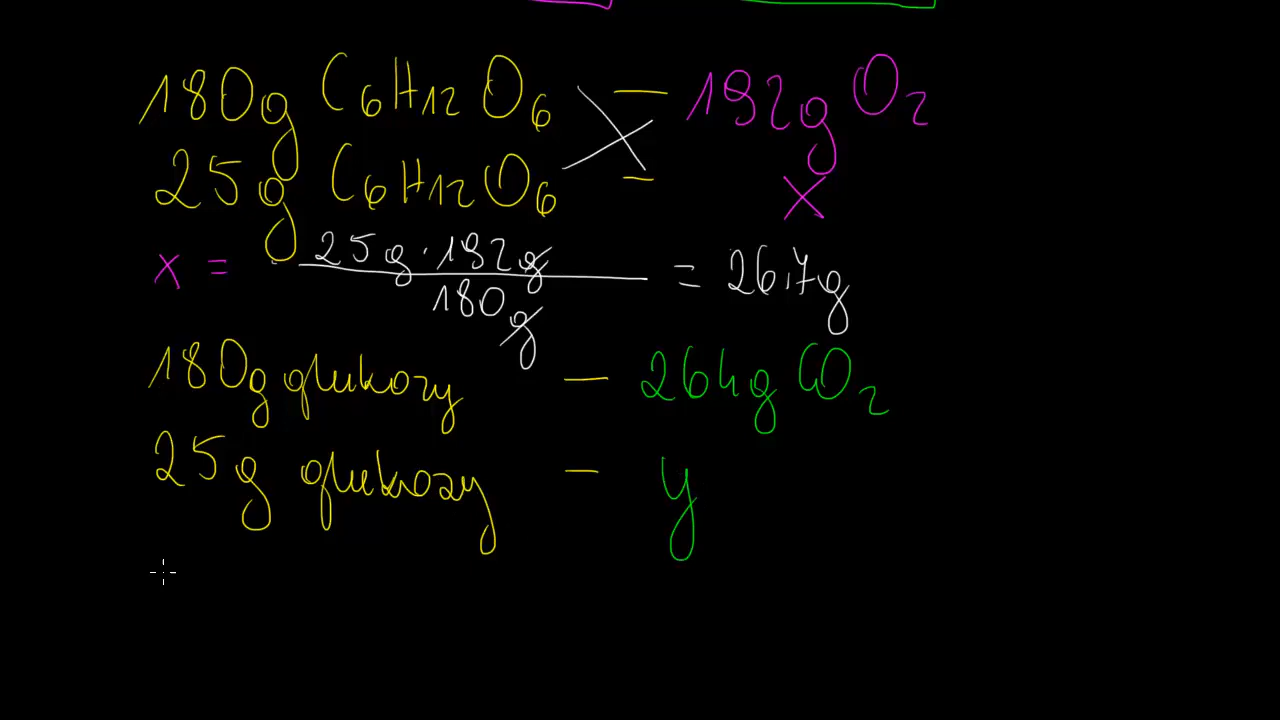 180g C6H12O6 – 192g O2
25g C6H12O6 – x
x = 25g · 192g / 180g = 26.7g
180g glukozy – 264g CO2
25g glukozy – y